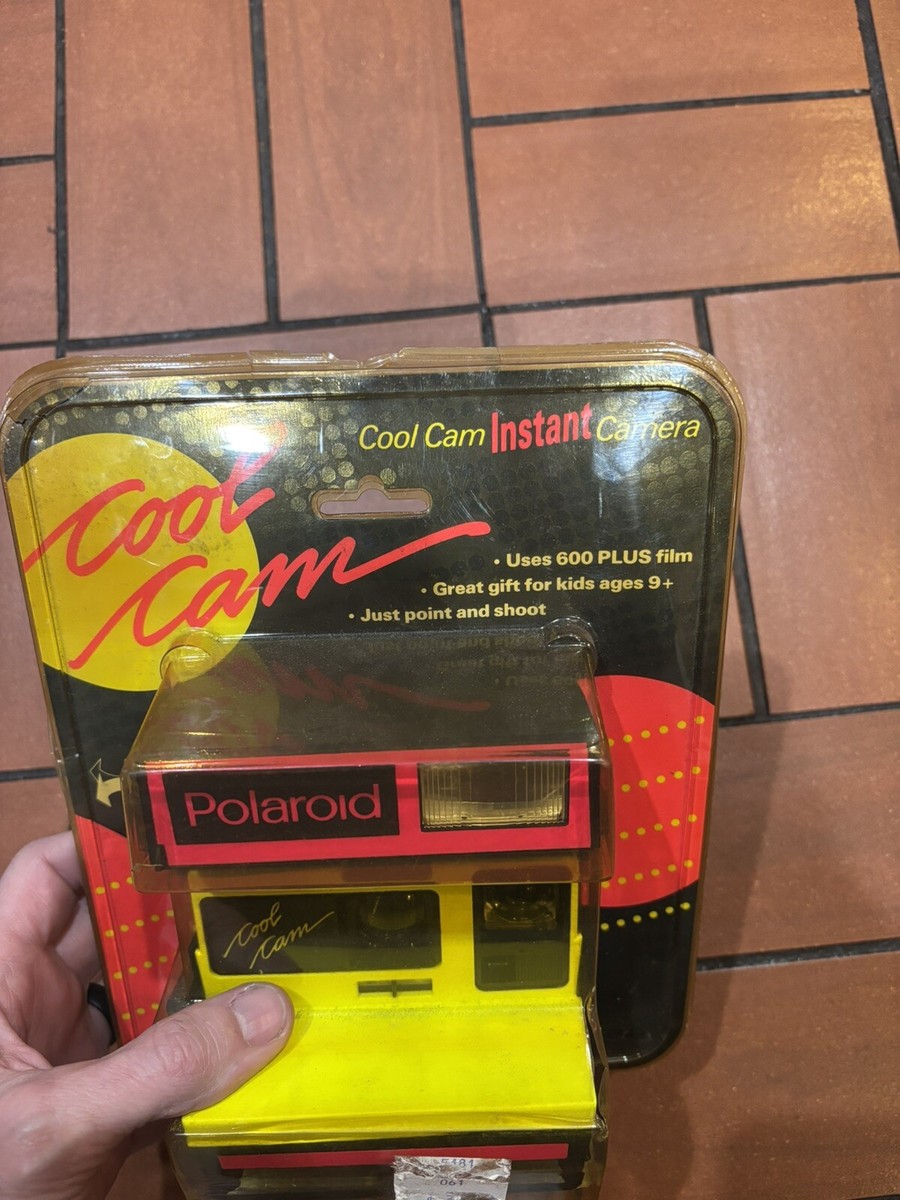 Cool Cam Instant Camera
Cool
Cam
• Uses 600 PLUS film
• Great gift for kids ages 9+
• Just point and shoot
Polaroid
Cool
Cam
061